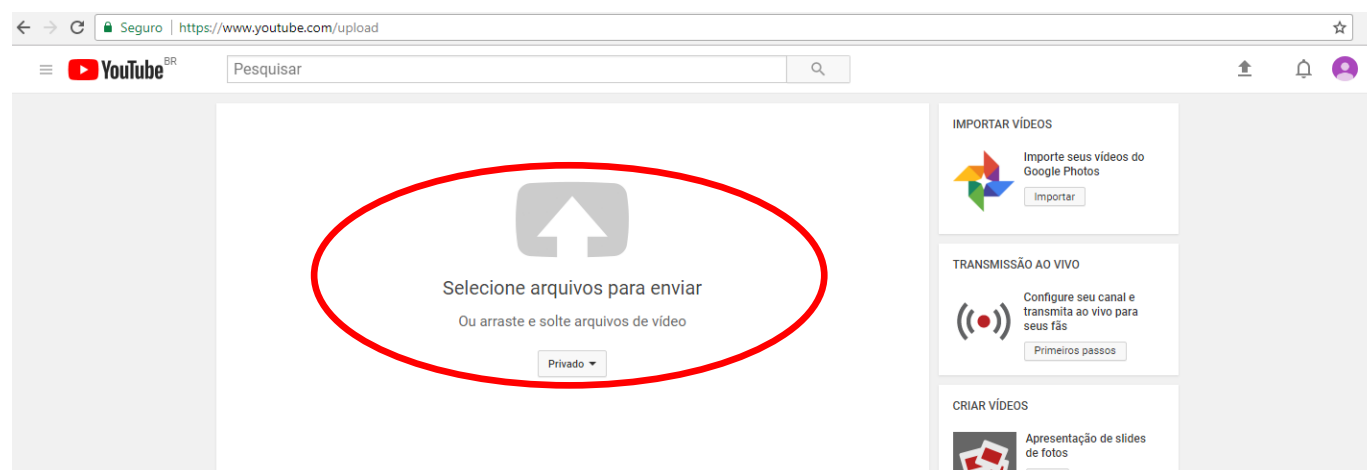 Seguro | https://www.youtube.com/upload
YouTube BR
Pesquisar
Selecione arquivos para enviar
Ou arraste e solte arquivos de vídeo
Privado
IMPORTAR VÍDEOS
Importe seus vídeos do
Google Photos
Importar
TRANSMISSÃO AO VIVO
Configure seu canal e
transmita ao vivo para
seus fãs
Primeiros passos
CRIAR VÍDEOS
Apresentação de slides
de fotos